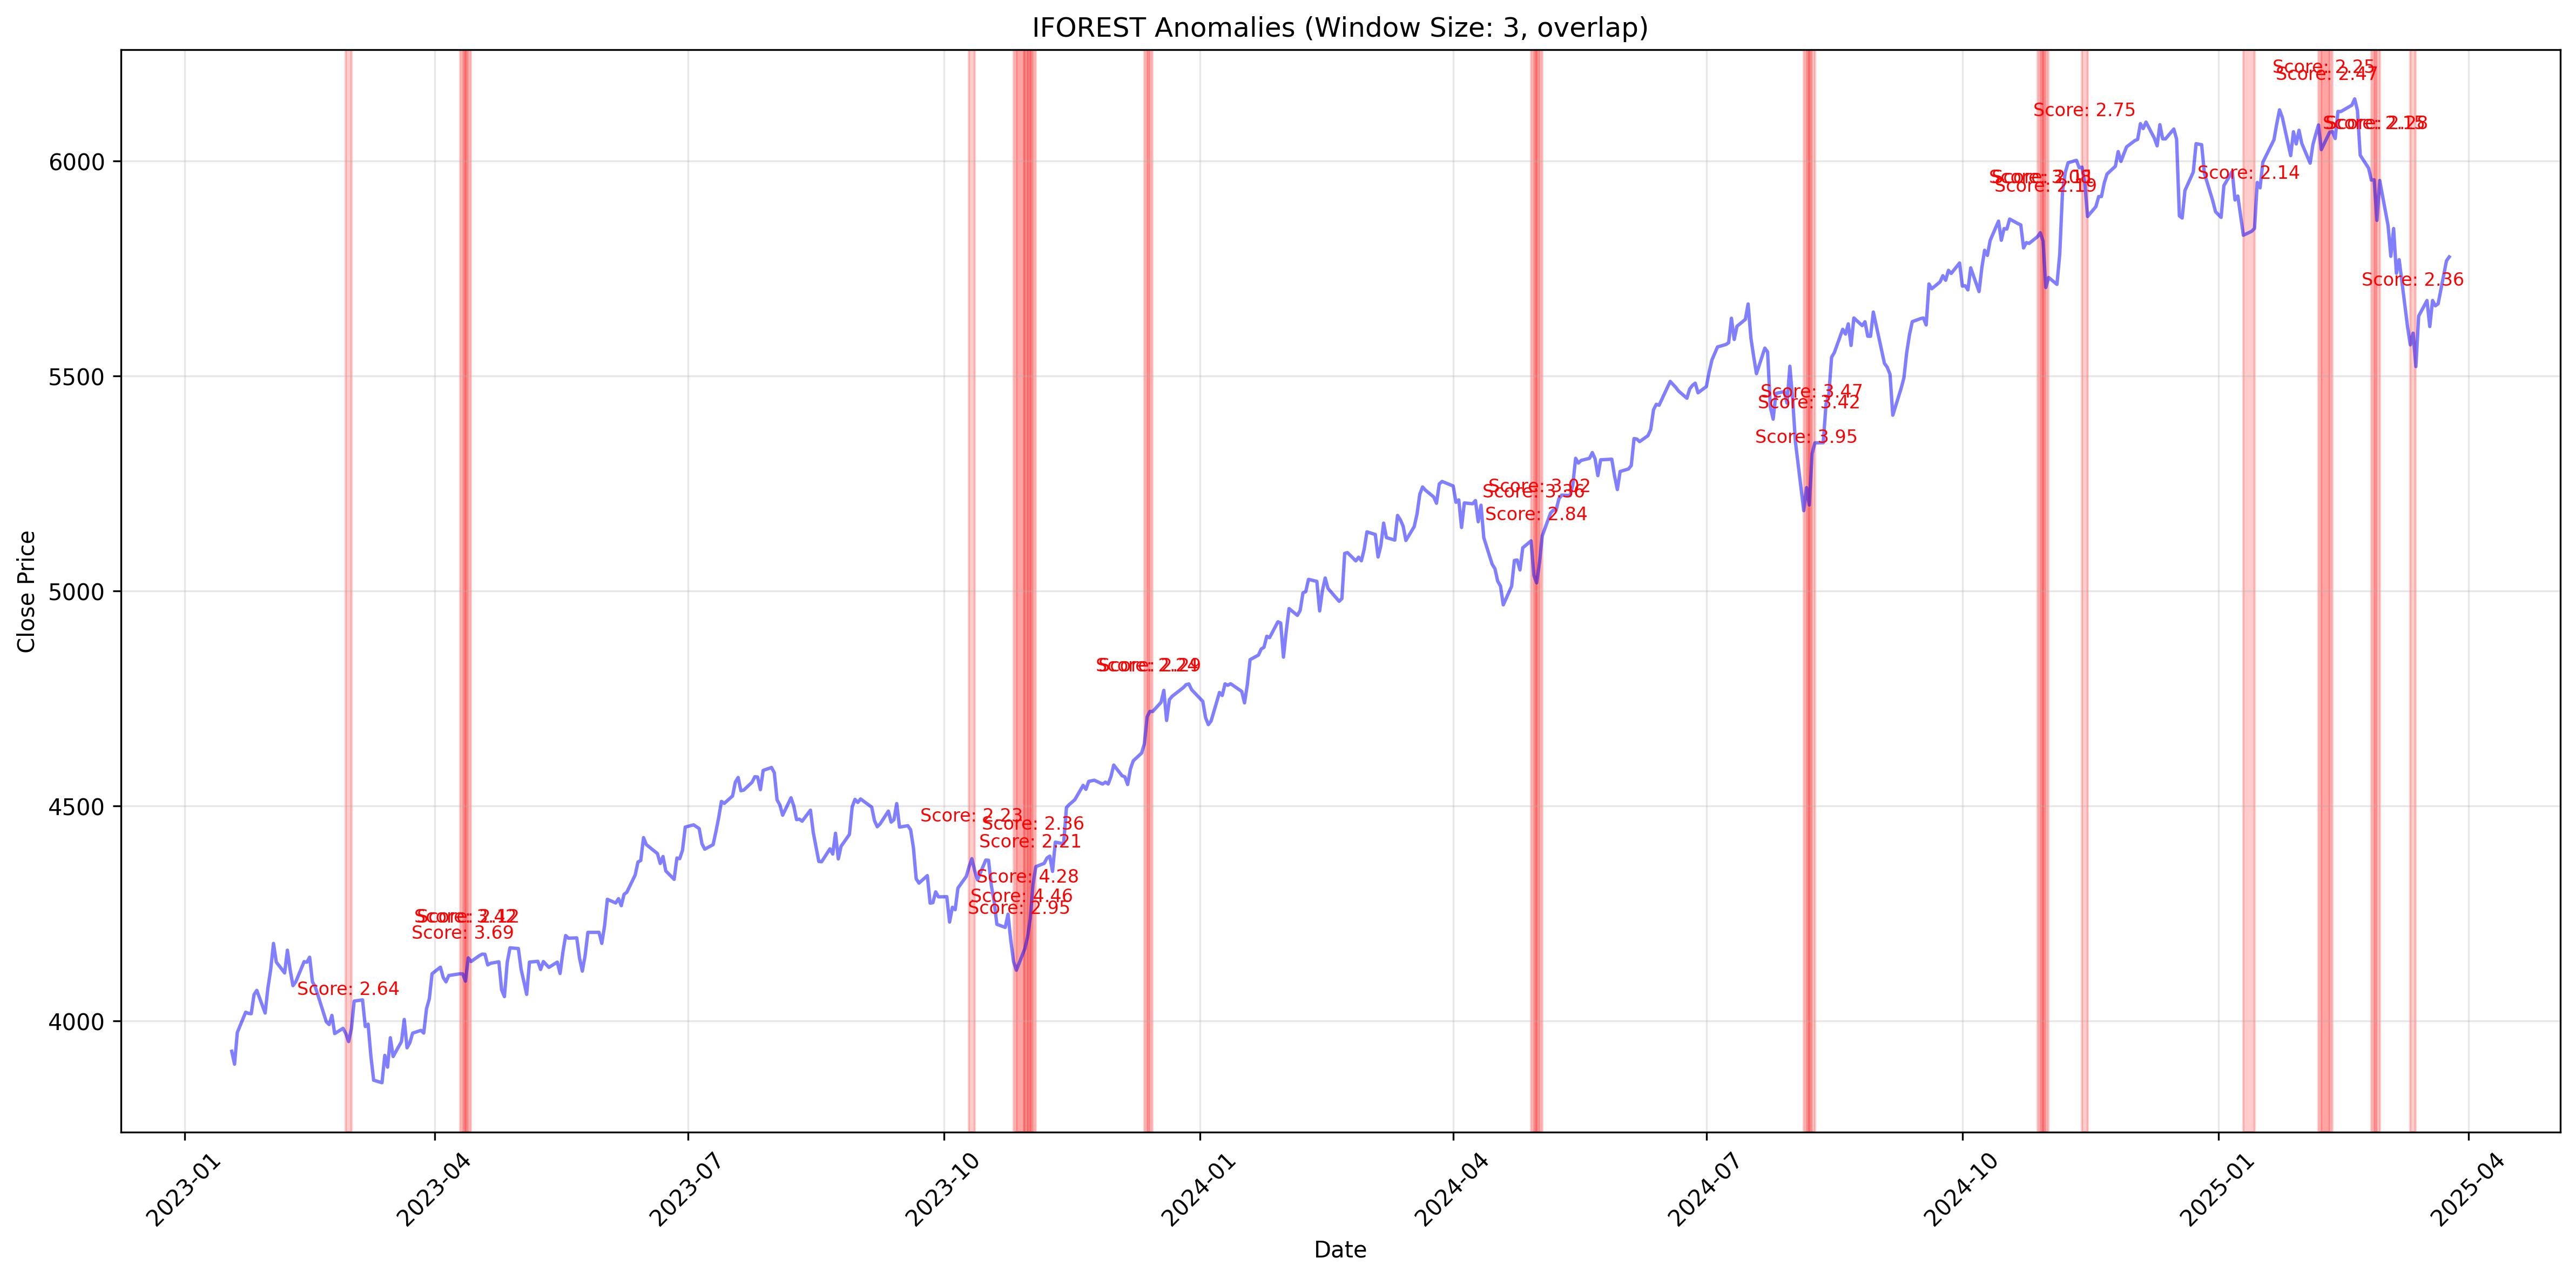 IFOREST Anomalies (Window Size: 3, overlap)
Close Price
6000
5500
5000
4500
4000
Score: 2.64
Score: 3.69
Score: 2.23
Score: 2.36
Score: 2.21
Score: 4.28
Score: 4.46
Score: 2.95
Score: 3.02
Score: 3.36
Score: 2.84
Score: 3.47
Score: 3.42
Score: 3.95
Score: 2.19
Score: 2.75
Score: 2.14
Score: 2.25
Score: 2.47
Score: 2.36
2023-01
2023-04
2023-07
2023-10
2024-01
2024-04
2024-07
2024-10
2025-01
2025-04
Date